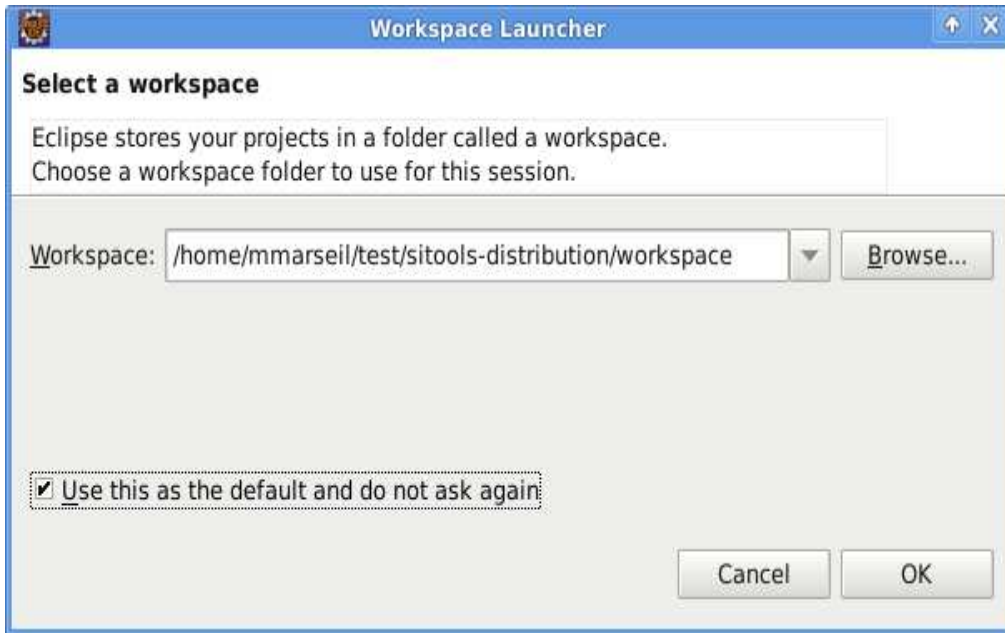 Workspace Launcher
Select a workspace
Eclipse stores your projects in a folder called a workspace.
Choose a workspace folder to use for this session.
Workspace: /home/mmarseil/test/sitools-distribution/workspace Browse...
Use this as the default and do not ask again
Cancel OK